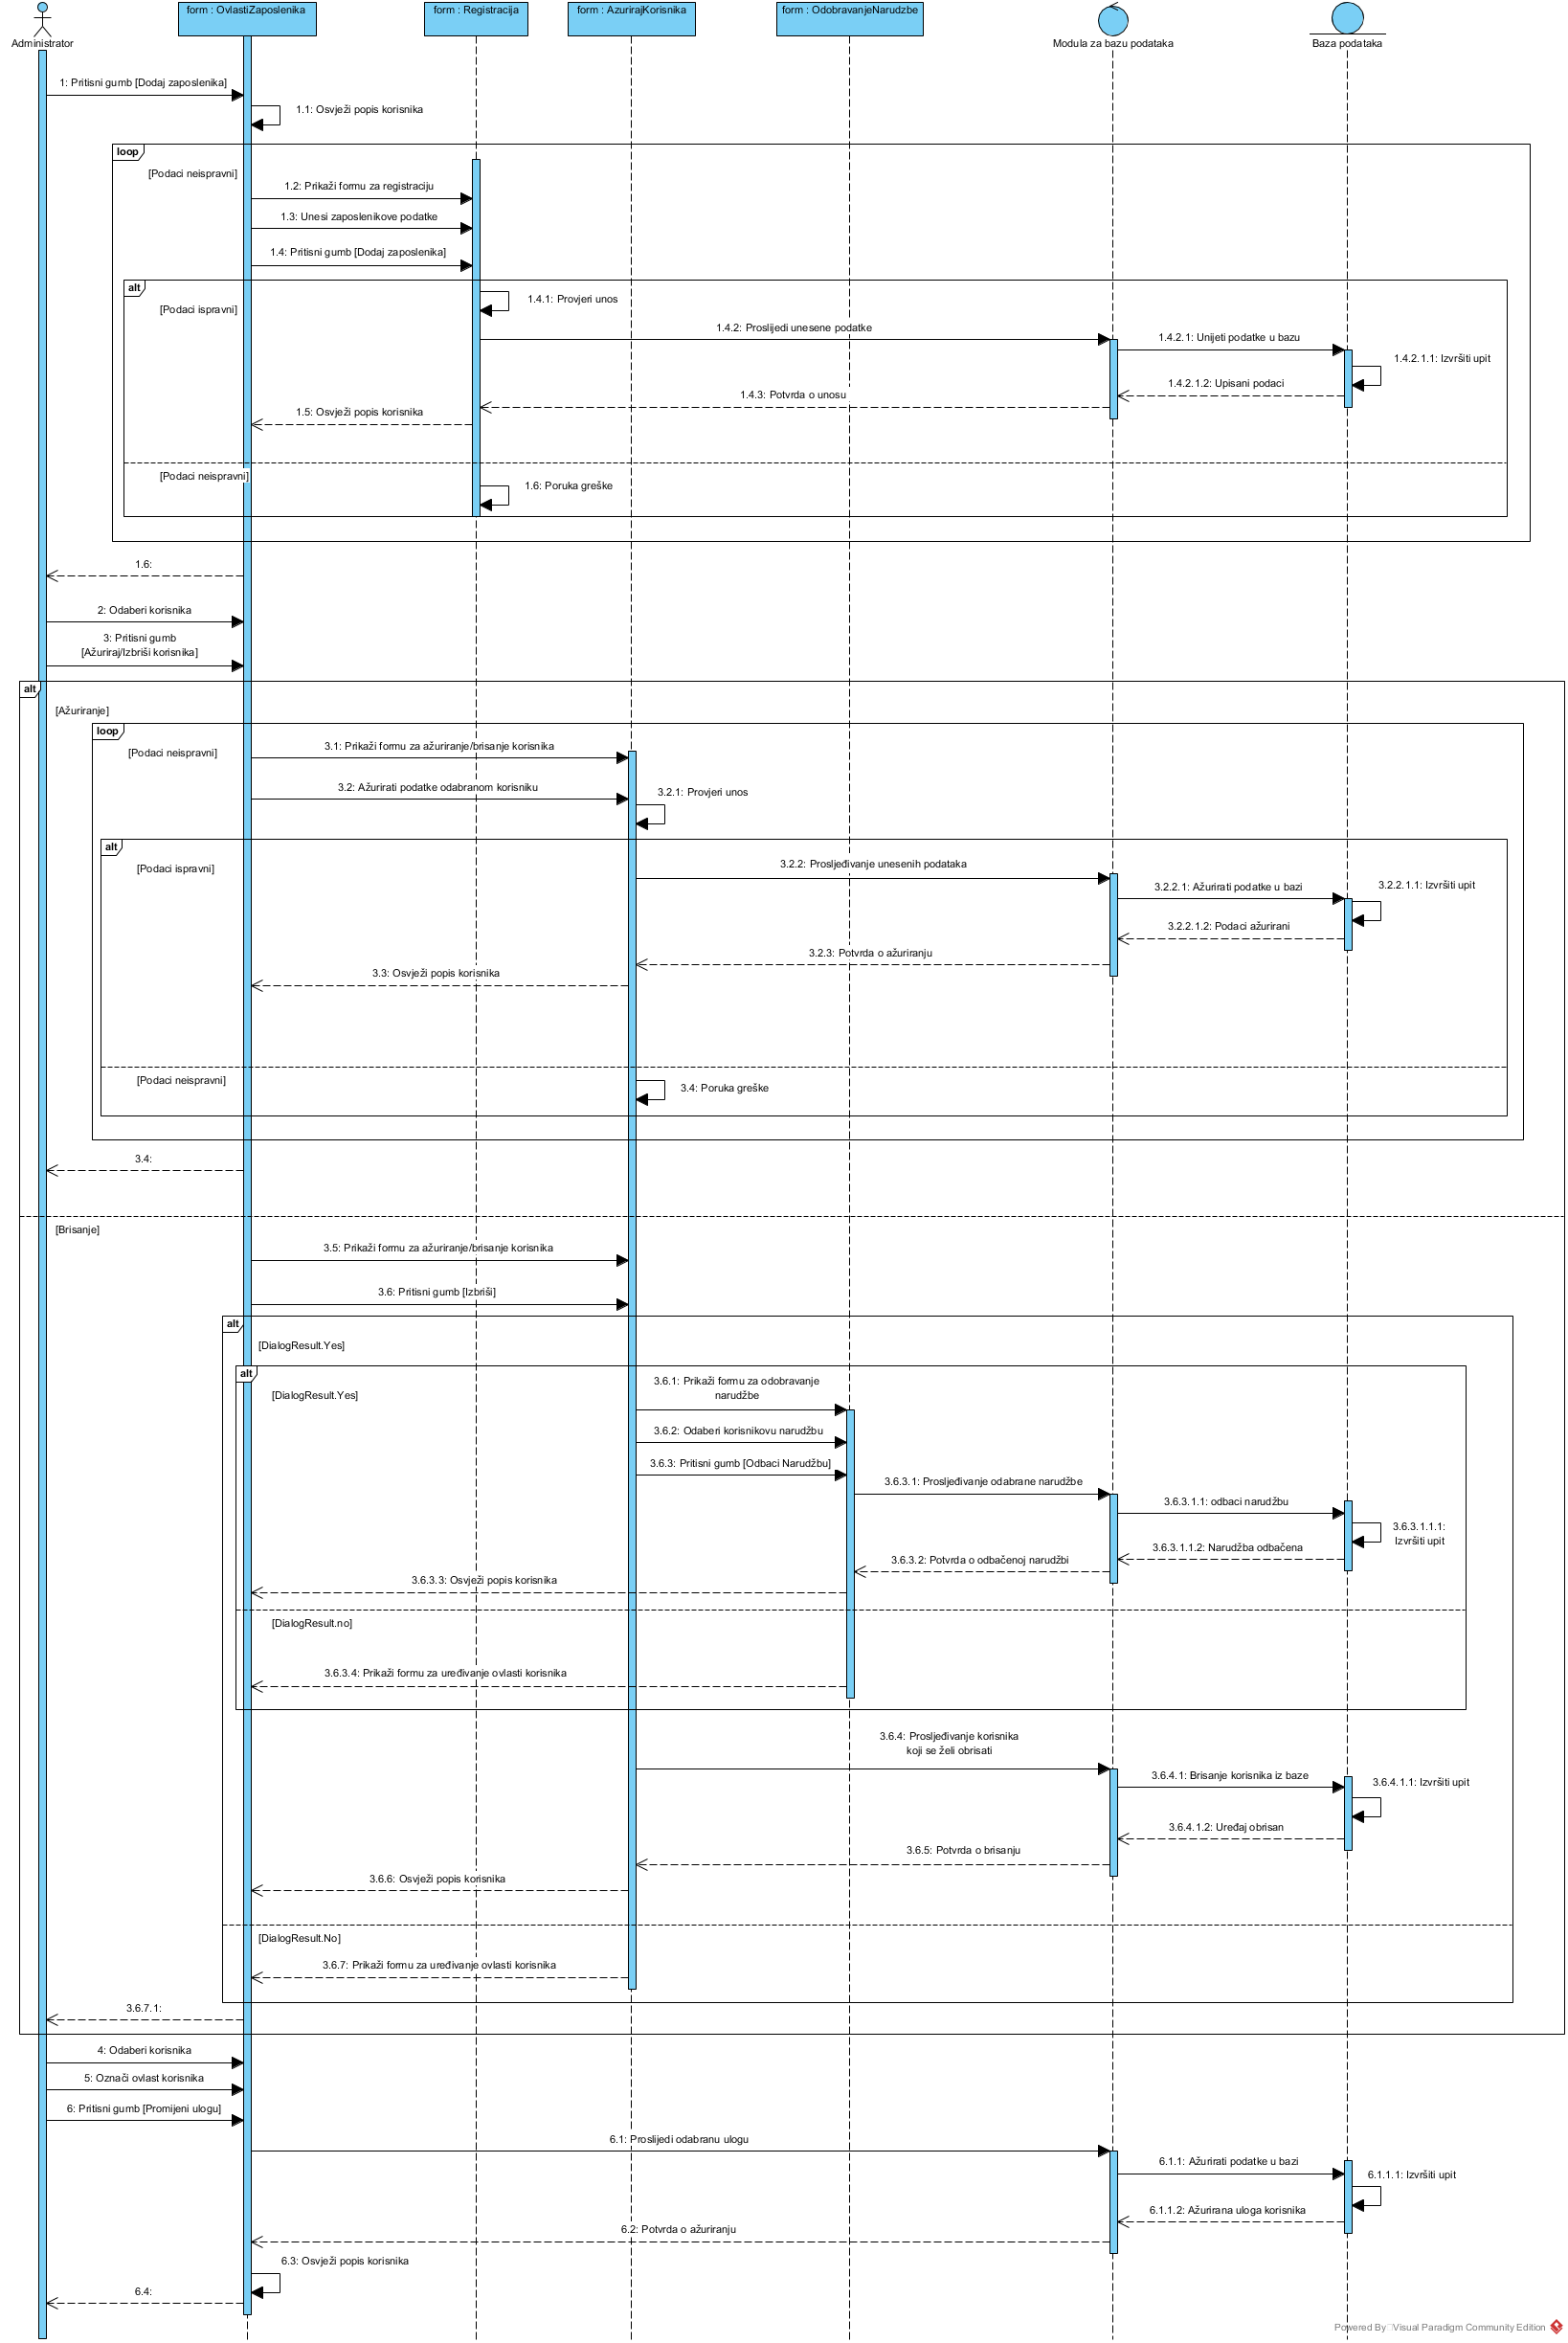 form : OvlastiZaposlenika
form : Registracija
form : AzurirajKorisnika
form : OdobravanjeNarudzbe
Administrator
Modula za bazu podataka
Baza podataka
1: Pritisni gumb [Dodaj zaposlenika]
1.1: Osvježi popis korisnika
loop
[Podaci neispravni]
1.2: Prikaži formu za registraciju
1.3: Unesi zaposlenikove podatke
1.4: Pritisni gumb [Dodaj zaposlenika]
alt
[Podaci ispravni]
1.4.1: Provjeri unos
1.4.2: Proslijedi unesene podatke
1.4.2.1: Unijeti podatke u bazu
1.4.2.1.1: Izvršiti upit
1.4.2.1.2: Upisani podaci
1.4.3: Potvrda o unosu
1.5: Osvježi popis korisnika
[Podaci neispravni]
1.6: Poruka greške
1.6:
2: Odaberi korisnika
3: Pritisni gumb
[Ažuriraj/Izbriši korisnika]
alt
[Ažuriranje]
loop
[Podaci neispravni]
3.1: Prikaži formu za ažuriranje/brisanje korisnika
3.2: Ažurirati podatke odabranom korisniku
3.2.1: Provjeri unos
alt
[Podaci ispravni]
3.2.2: Prosljeđivanje unesenih podataka
3.2.2.1: Ažurirati podatke u bazi
3.2.2.1.1: Izvršiti upit
3.2.2.1.2: Podaci ažurirani
3.2.3: Potvrda o ažuriranju
3.3: Osvježi popis korisnika
[Podaci neispravni]
3.4: Poruka greške
3.4:
[Brisanje]
3.5: Prikaži formu za ažuriranje/brisanje korisnika
3.6: Pritisni gumb [Izbriši]
alt
[DialogResult.Yes]
alt
[DialogResult.Yes]
3.6.1: Prikaži formu za odobravanje
narudžbe
3.6.2: Odaberi korisnikovu narudžbu
3.6.3: Pritisni gumb [Odbaci Narudžbu]
3.6.3.1: Prosljeđivanje odabrane narudžbe
3.6.3.1.1: odbaci narudžbu
3.6.3.1.1.1:
Izvršiti upit
3.6.3.1.1.2: Narudžba odbačena
3.6.3.2: Potvrda o odbačenoj narudžbi
3.6.3.3: Osvježi popis korisnika
[DialogResult.no]
3.6.3.4: Prikaži formu za uređivanje ovlasti korisnika
3.6.4: Prosljeđivanje korisnika
koji se želi obrisati
3.6.4.1: Brisanje korisnika iz baze
3.6.4.1.1: Izvršiti upit
3.6.4.1.2: Uređaj obrisan
3.6.5: Potvrda o brisanju
3.6.6: Osvježi popis korisnika
[DialogResult.No]
3.6.7: Prikaži formu za uređivanje ovlasti korisnika
3.6.7.1:
4: Odaberi korisnika
5: Označi ovlast korisnika
6: Pritisni gumb [Promijeni ulogu]
6.1: Proslijedi odabranu ulogu
6.1.1: Ažurirati podatke u bazi
6.1.1.1: Izvršiti upit
6.1.1.2: Ažurirana uloga korisnika
6.2: Potvrda o ažuriranju
6.3: Osvježi popis korisnika
6.4:
Powered By Visual Paradigm Community Edition